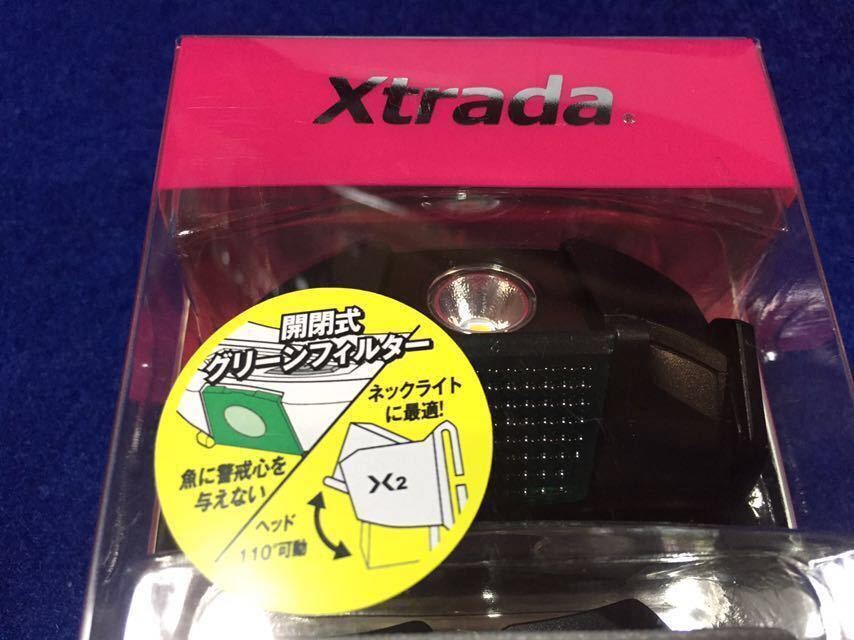 Xtrada®
開閉式
グリーンフィルター
ネックライト
に最適!
魚に警戒心を
与えない
X2
ヘッド
110°可動